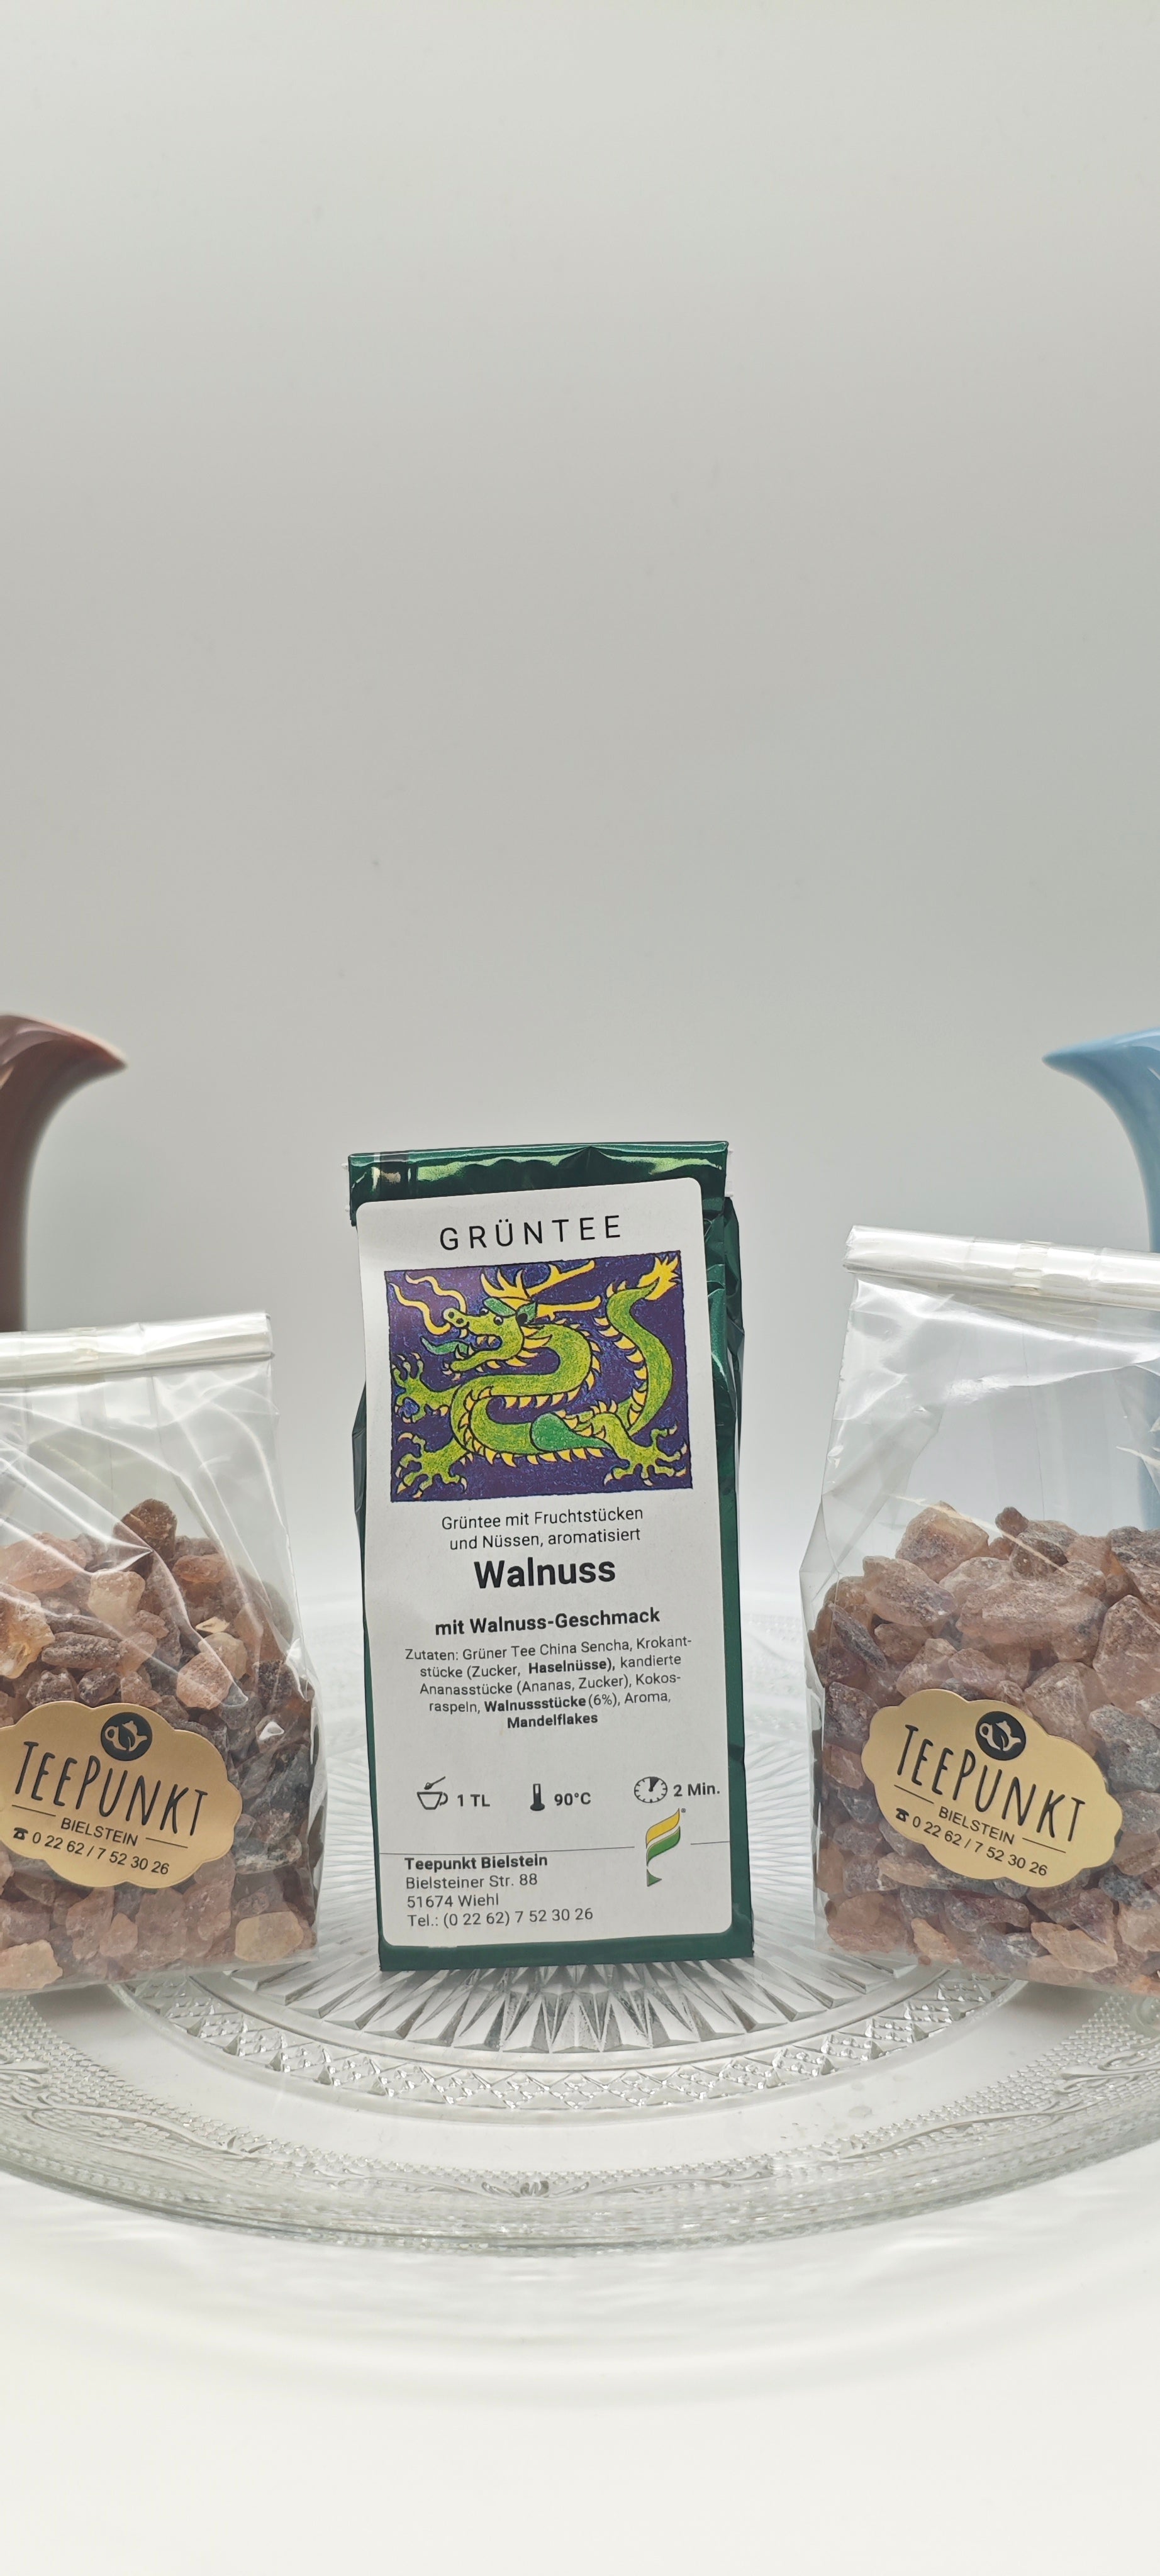 GRÜNTEE
Grüntee mit Fruchtstücken
und Nüssen, aromatisiert
Walnuss
mit Walnuss-Geschmack
Zutaten: Grüner Tee China Sencha, Krokant-
stücke (Zucker, Haselnüsse), kandierte
Ananasstücke (Ananas, Zucker), Kokos-
raspeln, Walnussstücke (6%), Aroma,
Mandelflakes
1 TL 90°C 2 Min.
Teepunkt Bielstein
Bielsteiner Str. 88
51674 Wiehl
Tel.: (0 22 62) 7 52 30 26
TEEPUNKT
BIELSTEIN
☎ 0 22 62 / 7 52 30 26
TEEPUNKT
BIELSTEIN
☎ 0 22 62 / 7 52 30 26